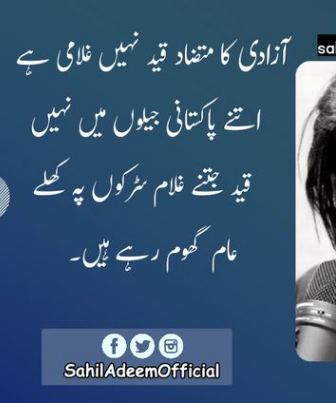 آزادی کا متضاد قید نہیں غلامی ہے
اتنے پاکستانی جیلوں میں نہیں
قید جتنے غلام سڑکوں پہ کھلے
عام گھوم رہے ہیں۔
sa
SahilAdeemOfficial